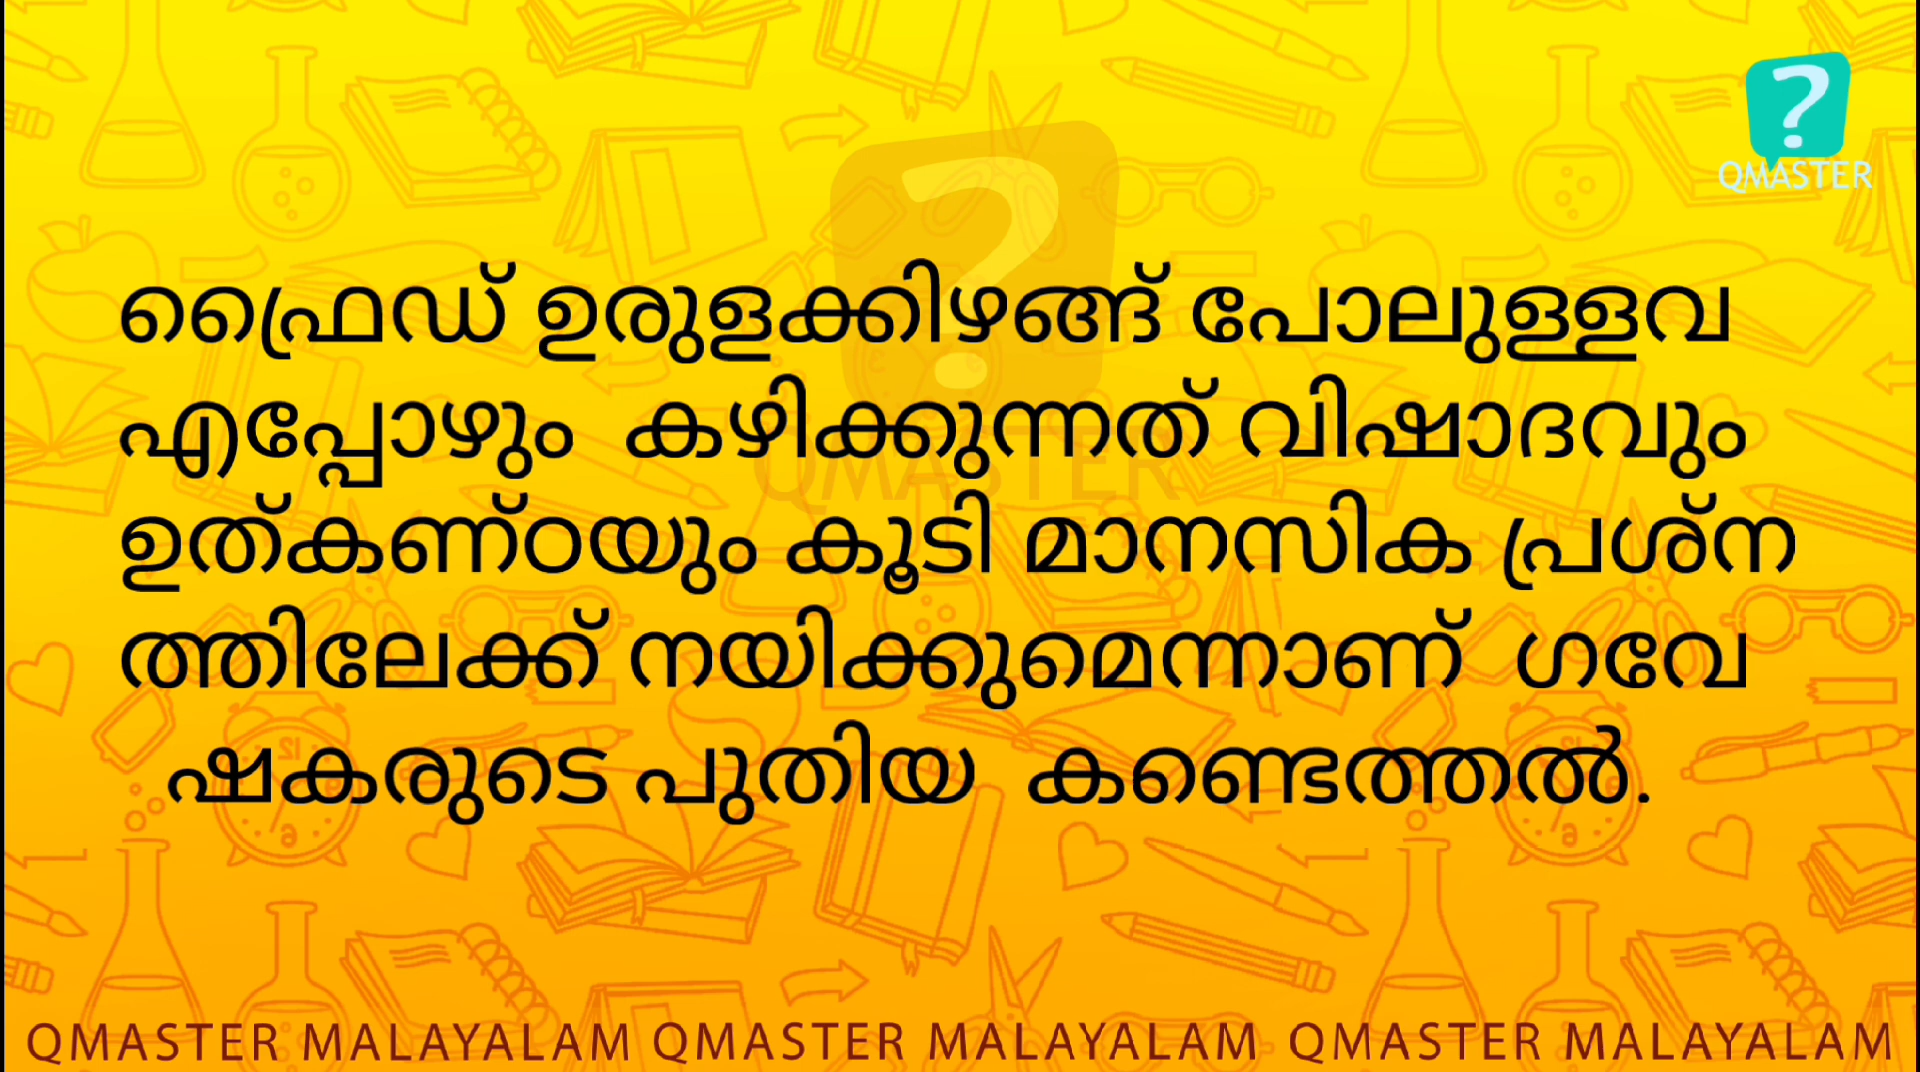 QMASTER
ഫ്രൈഡ് ഉരുളക്കിഴങ്ങ് പോലുള്ളവ
എപ്പോഴും കഴിക്കുന്നത് വിഷാദവും
ഉത്കണ്ഠയും കൂടി മാനസിക പ്രശ്ന
ത്തിലേക്ക് നയിക്കുമെന്നാണ് ഗവേ
ഷകരുടെ പുതിയ കണ്ടെത്തൽ.
QMASTER
QMASTER MALAYALAM QMASTER MALAYALAM QMASTER MALAYALAM